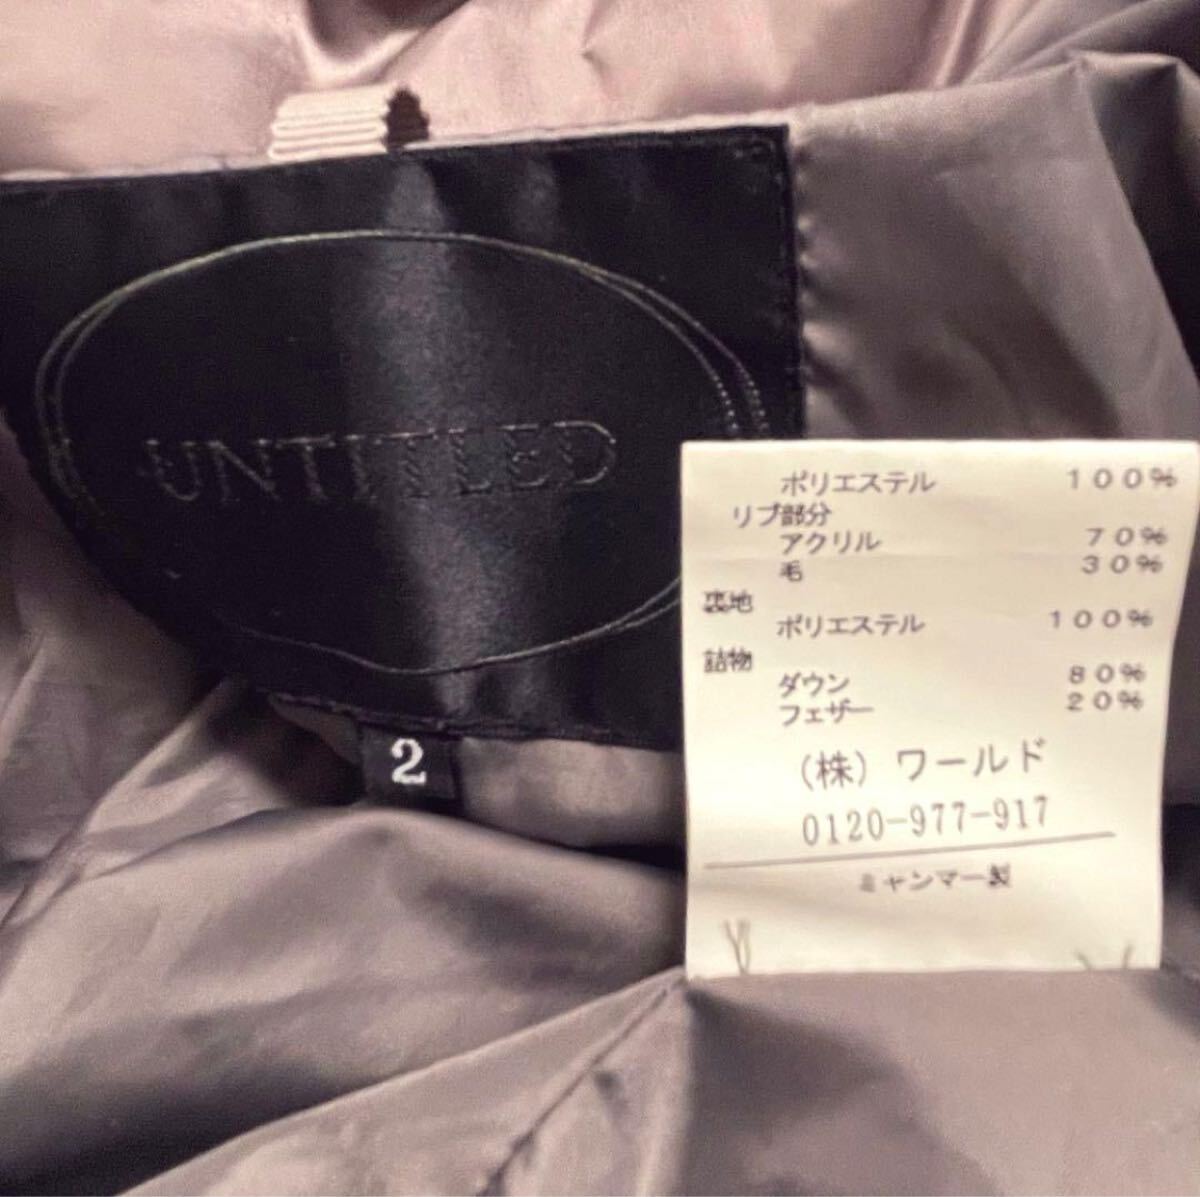 UNTITLED
2
ポリエステル 100%
リブ部分
アクリル 70%
毛 30%
裏地
ポリエステル 100%
詰物
ダウン 80%
フェザー 20%
(株) ワールド
0120-977-917
ミャンマー製